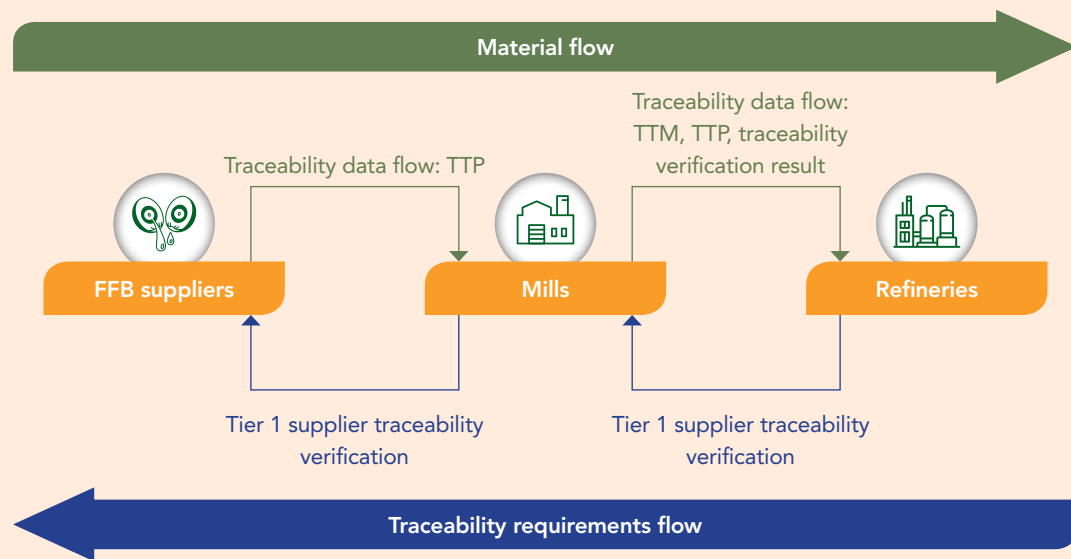 Material flow
Traceability data flow:
TTM, TTP, traceability
verification result
Traceability data flow: TTP
FFB suppliers
Mills
Refineries
Tier 1 supplier traceability
verification
Tier 1 supplier traceability
verification
Traceability requirements flow